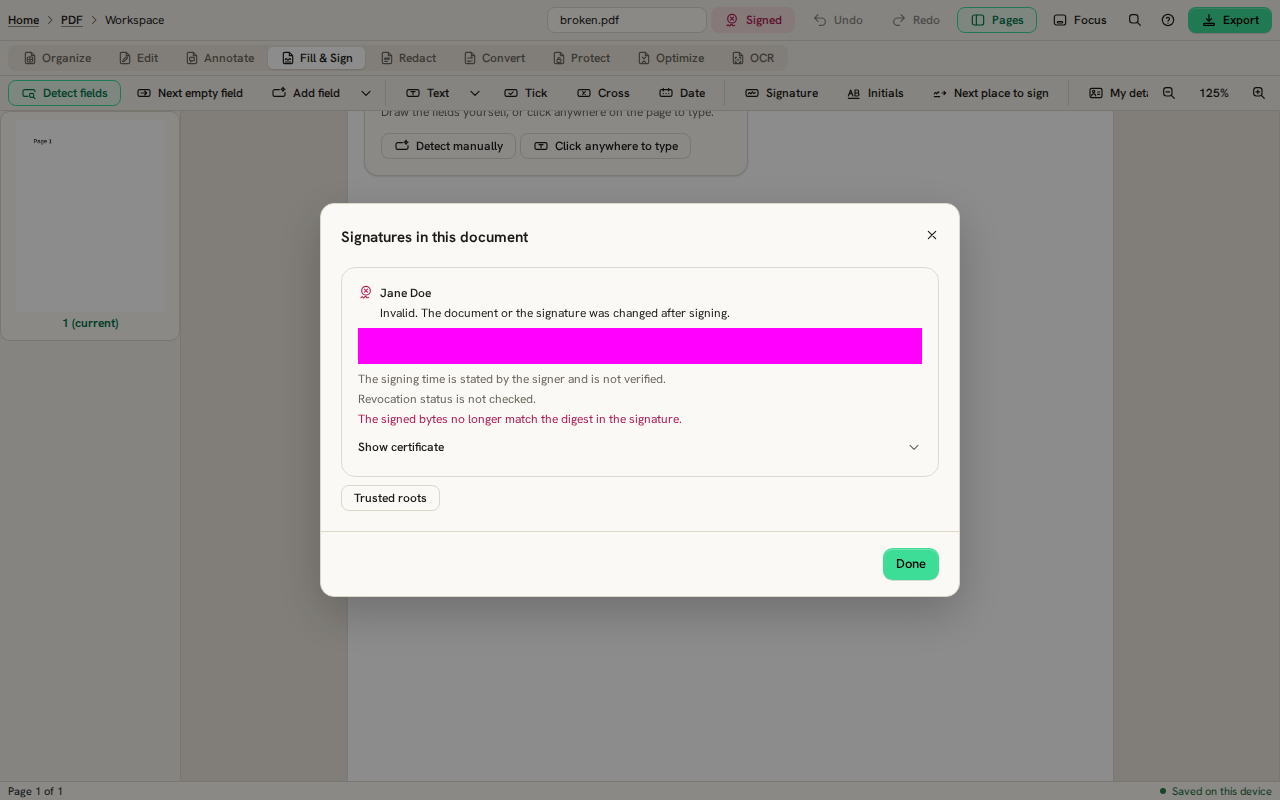 Home PDF Workspace
broken.pdf
Signed
Undo
Redo
Pages
Focus
Export
Organize
Edit
Annotate
Fill & Sign
Redact
Convert
Protect
Optimize
OCR
Detect fields
Next empty field
Add field
Text
Tick
Cross
Date
Signature
AB Initials
Next place to sign
My deta
125%
Page 1
1 (current)
Draw the fields yourself, or click anywhere on the page to type.
Detect manually
Click anywhere to type
Signatures in this document
Jane Doe
Invalid. The document or the signature was changed after signing.
The signing time is stated by the signer and is not verified.
Revocation status is not checked.
The signed bytes no longer match the digest in the signature.
Show certificate
Trusted roots
Done
Page 1 of 1
Saved on this device